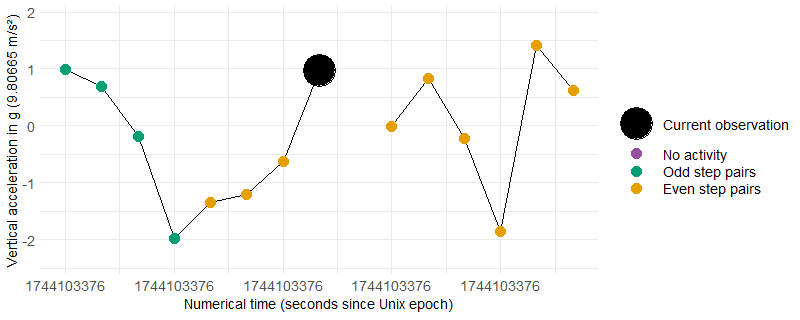 Vertical acceleration in g (9.80665 m/s²)
2
1
0
-1
-2
1744103376 1744103376 1744103376 1744103376 1744103376
Numerical time (seconds since Unix epoch)
Current observation
No activity
Odd step pairs
Even step pairs